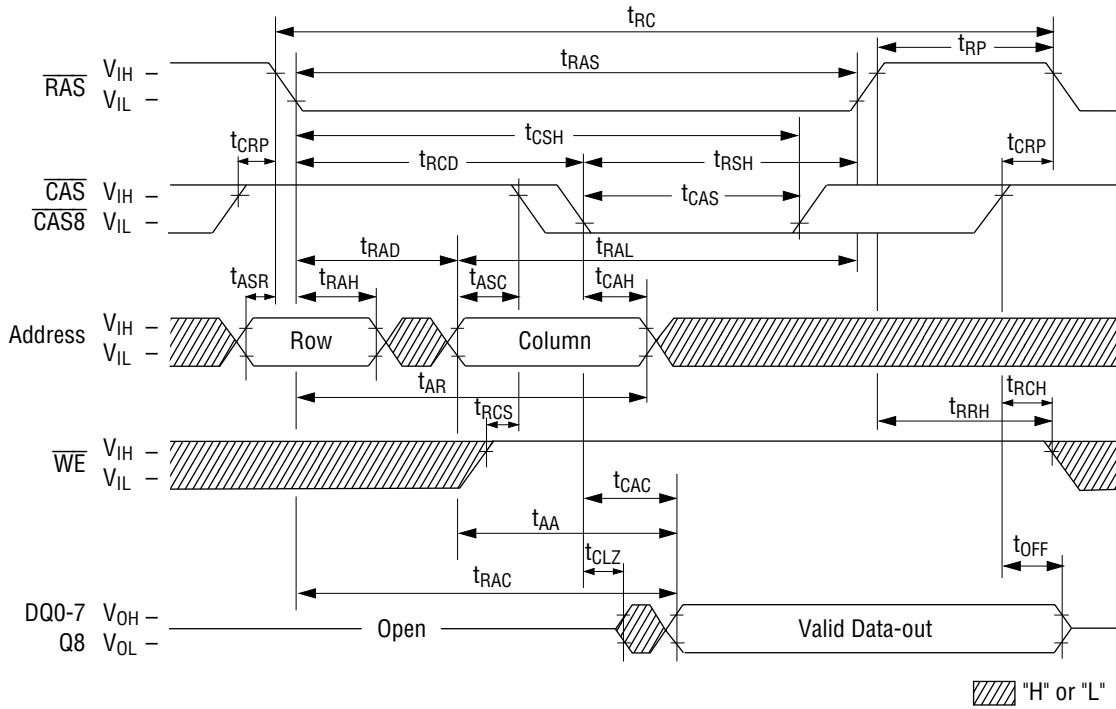 tRC
tRP
RAS VIH –
VIL –
tRAS
tCSH
tCRP
tRCD
tRSH
tCRP
CAS VIH –
CAS8 VIL –
tCAS
tRAD
tRAL
tASR
tRAH
tASC
tCAH
Address VIH –
VIL –
Row
Column
tAR
tRCS
tRCH
tRRH
WE VIH –
VIL –
tCAC
tAA
tCLZ
tOFF
tRAC
DQ0-7 VOH –
Q8 VOL –
Open
Valid Data-out
"H" or "L"